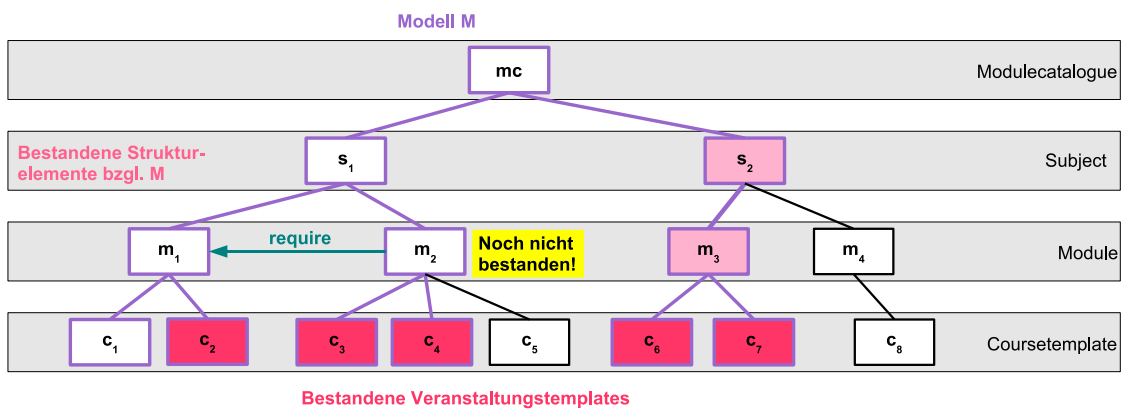 Modell M
mc
Modulecatalogue
Bestandene Struktur-
elemente bzgl. M
s₁
s₂
Subject
m₁
require
m₂
Noch nicht
bestanden!
m₃
m₄
Module
c₁
c₂
c₃
c₄
c₅
c₆
c₇
c₈
Coursetemplate
Bestandene Veranstaltungstemplates